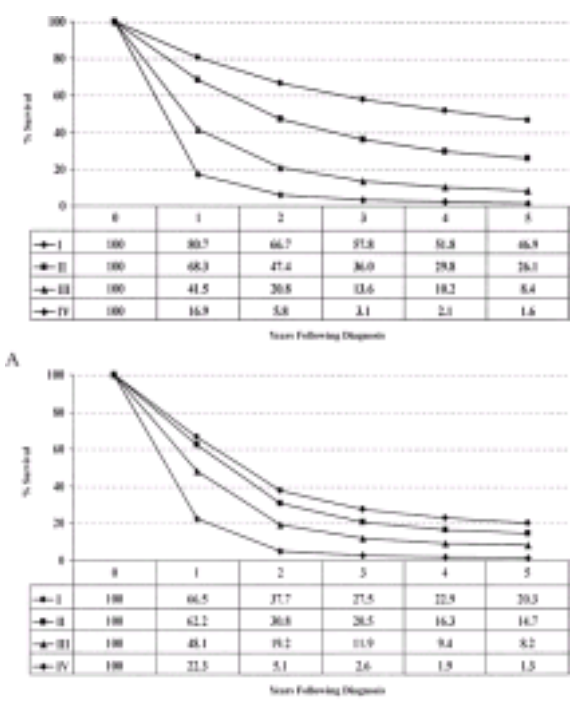 100
80
60
40
20
0
% Survival
0 1 2 3 4 5
I 100 80.7 66.7 57.8 51.8 46.9
II 100 68.3 47.4 36.0 29.8 26.1
III 100 41.5 20.8 13.6 10.2 8.4
IV 100 16.9 5.8 3.1 2.1 1.6
Years Following Diagnosis
A
100
80
60
40
20
0
% Survival
0 1 2 3 4 5
I 100 66.5 37.7 27.5 22.9 20.3
II 100 62.2 30.8 20.5 16.3 14.7
III 100 48.1 19.2 11.9 9.4 8.2
IV 100 22.3 5.1 2.6 1.9 1.3
Years Following Diagnosis